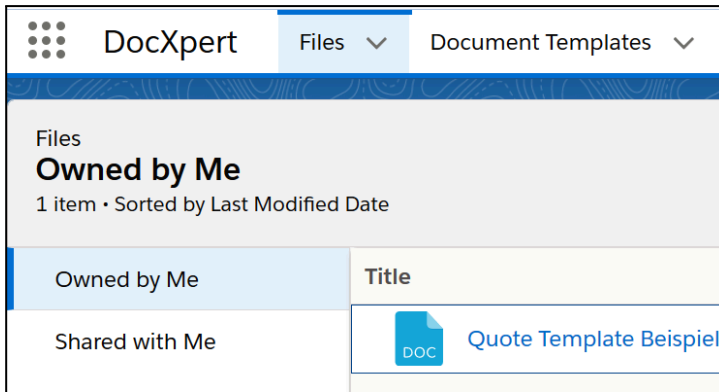 DocXpert Files Document Templates
Files
Owned by Me
1 item • Sorted by Last Modified Date
Owned by Me Title
DOC Quote Template Beispiel
Shared with Me